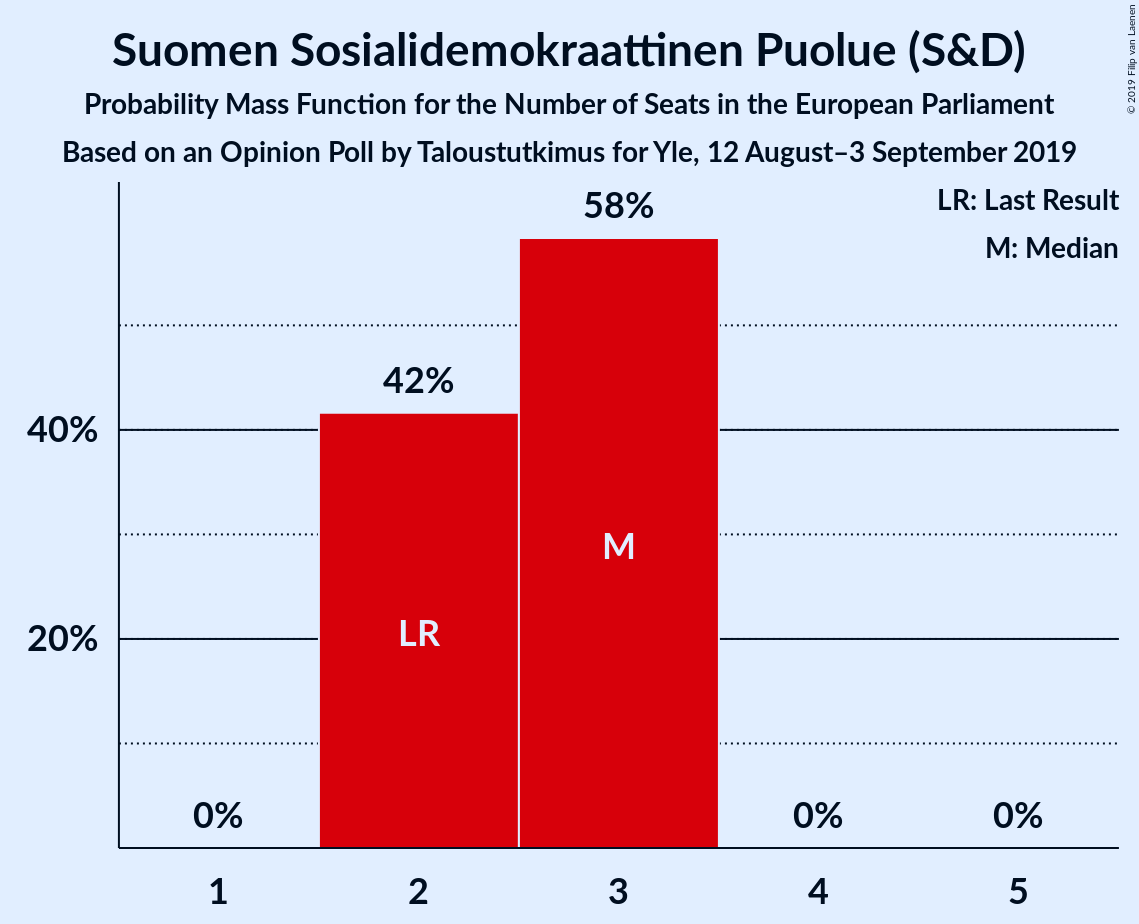 Suomen Sosialidemokraattinen Puolue (S&D)
Probability Mass Function for the Number of Seats in the European Parliament
Based on an Opinion Poll by Taloustutkimus for Yle, 12 August–3 September 2019
© 2019 Filip van Laenen
LR: Last Result
M: Median
58%
42%
40%
M
LR
20%
0% 0% 0%
1 2 3 4 5